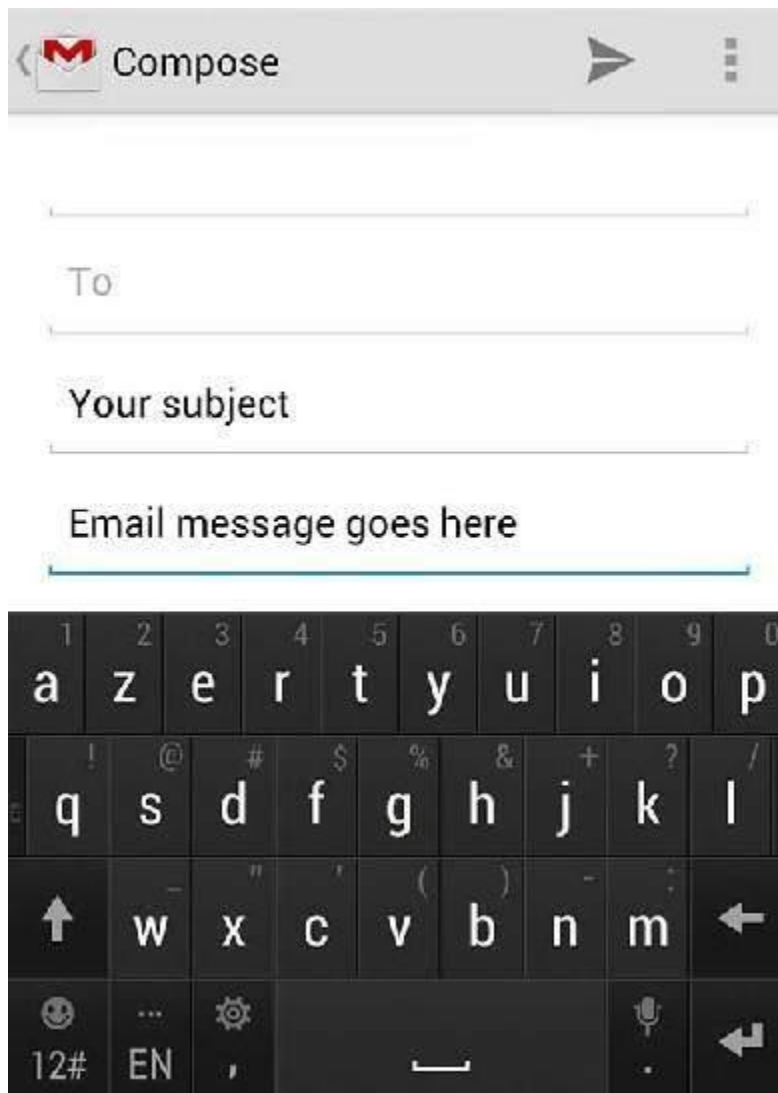 Compose
To
Your subject
Email message goes here
1 2 3 4 5 6 7 8 9 0
a z e r t y u i o p
! @ # $ % & + ? /
q s d f g h j k l
_ " ' ( ) - :
w x c v b n m
...
12# EN , .